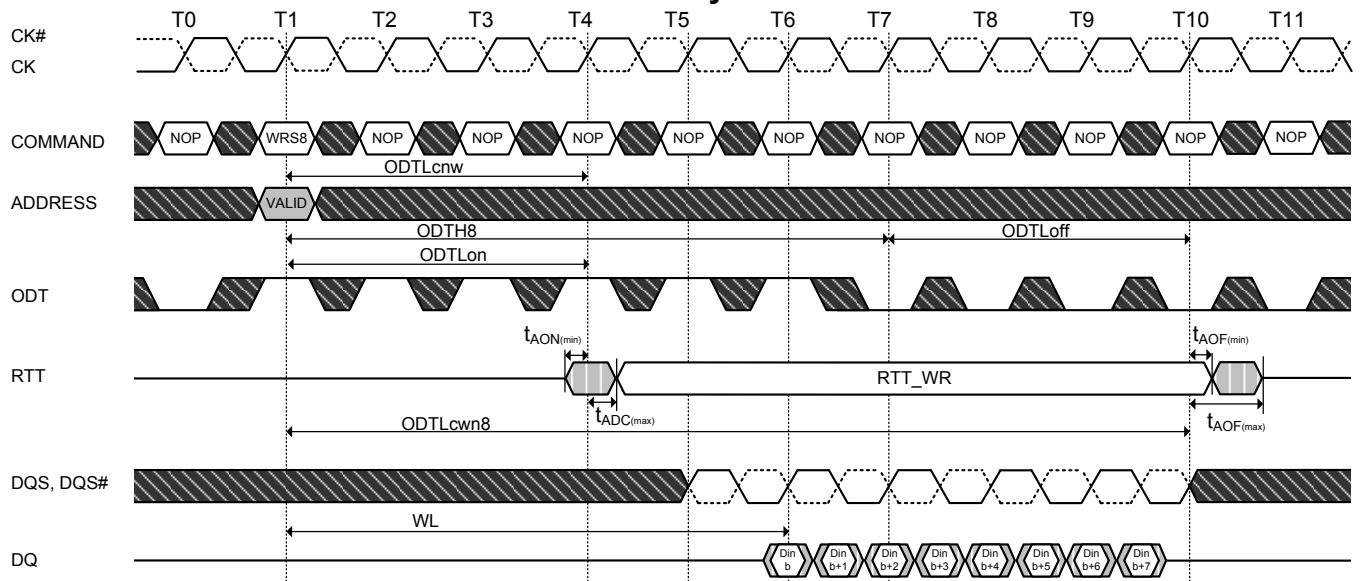 T0 T1 T2 T3 T4 T5 T6 T7 T8 T9 T10 T11
CK#
CK
COMMAND NOP WRS8 NOP NOP NOP NOP NOP NOP NOP NOP NOP NOP
ODTLcnw
ADDRESS VALID
ODTH8 ODTLoff
ODTLon
ODT
tAON(min) tAOF(min)
RTT RTT_WR
tADC(max) tAOF(max)
ODTLcwn8
DQS, DQS#
WL
DQ Din b Din b+1 Din b+2 Din b+3 Din b+4 Din b+5 Din b+6 Din b+7